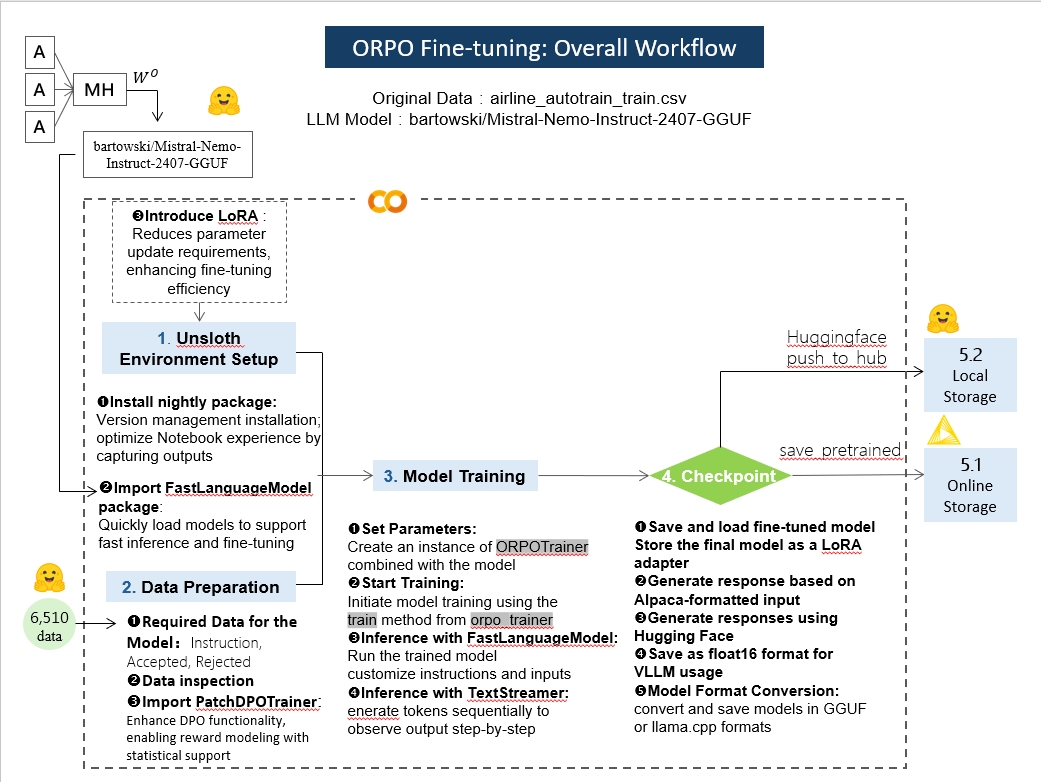 ORPO Fine-tuning: Overall Workflow
Original Data : airline_autotrain_train.csv
LLM Model : bartowski/Mistral-Nemo-Instruct-2407-GGUF
A
A
A
MH
W^O
bartowski/Mistral-Nemo-
Instruct-2407-GGUF
❸Introduce LoRA :
Reduces parameter
update requirements,
enhancing fine-tuning
efficiency
1. Unsloth
Environment Setup
❶Install nightly package:
Version management installation;
optimize Notebook experience by
capturing outputs
❷Import FastLanguageModel
package:
Quickly load models to support
fast inference and fine-tuning
2. Data Preparation
6,510
data
❶Required Data for the
Model: Instruction,
Accepted, Rejected
❷Data inspection
❸Import PatchDPOTrainer:
Enhance DPO functionality,
enabling reward modeling with
statistical support
3. Model Training
❶Set Parameters:
Create an instance of ORPOTrainer
combined with the model
❷Start Training:
Initiate model training using the
train method from orpo_trainer
❸Inference with FastLanguageModel:
Run the trained model
customize instructions and inputs
❹Inference with TextStreamer:
enerate tokens sequentially to
observe output step-by-step
4. Checkpoint
❶Save and load fine-tuned model
Store the final model as a LoRA
adapter
❷Generate response based on
Alpaca-formatted input
❸Generate responses using
Hugging Face
❹Save as float16 format for
VLLM usage
❺Model Format Conversion:
convert and save models in GGUF
or llama.cpp formats
Huggingface
push_to_hub
5.2
Local
Storage
save_pretrained
5.1
Online
Storage